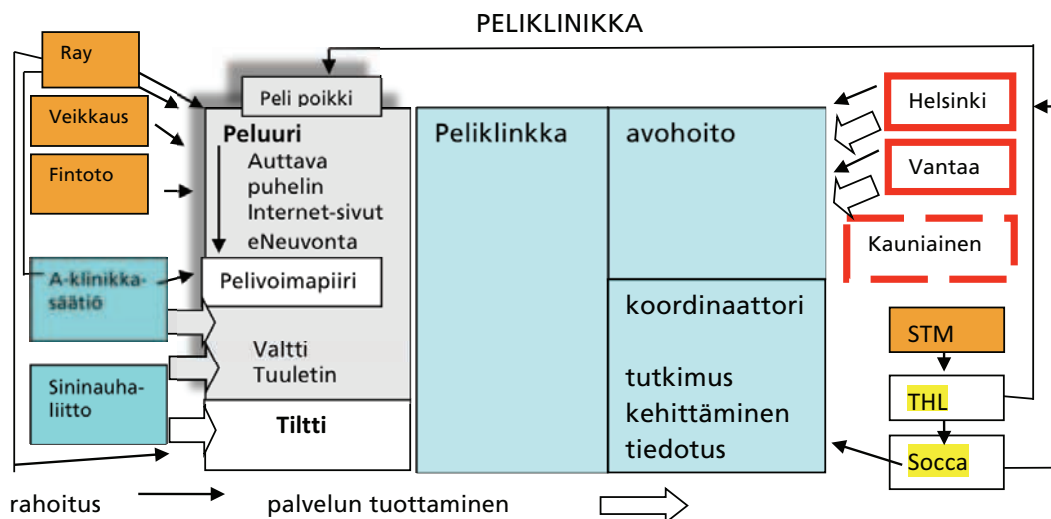 PELIKLINIKKA
Ray
Veikkaus
Fintoto
A-klinikka-
säätiö
Sininauha-
liitto
Peli poikki
Peluuri
Auttava
puhelin
Internet-sivut
eNeuvonta
Pelivoimapiiri
Valtti
Tuuletin
Tiltti
Peliklinkka
avohoito
koordinaattori
tutkimus
kehittäminen
tiedotus
Helsinki
Vantaa
Kauniainen
STM
THL
Socca
rahoitus
palvelun tuottaminen